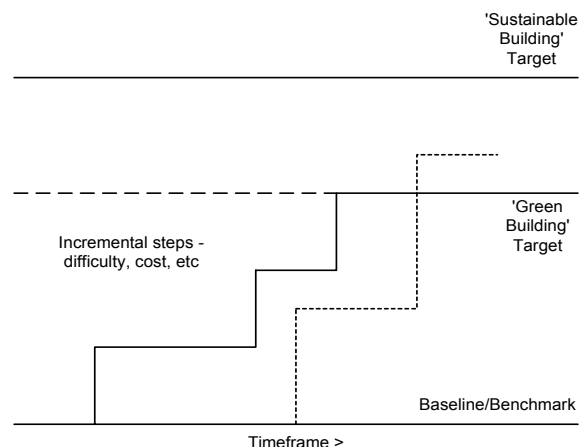 'Sustainable
Building'
Target
'Green
Building'
Target
Incremental steps -
difficulty, cost, etc
Baseline/Benchmark
Timeframe >